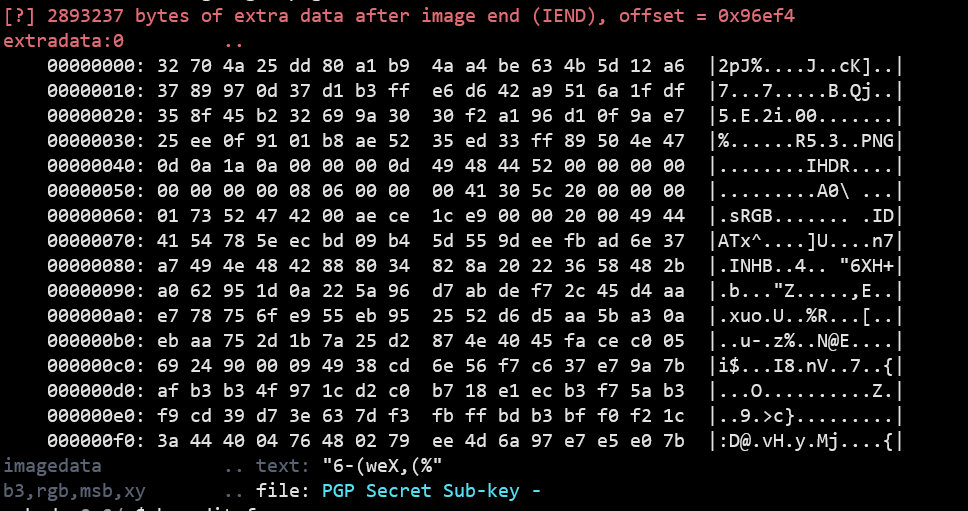 [?] 2893237 bytes of extra data after image end (IEND), offset = 0x96ef4
extradata:0         ..
    00000000: 32 70 4a 25 dd 80 a1 b9  4a a4 be 63 4b 5d 12 a6  |2pJ%....J..cK]..|
    00000010: 37 89 97 0d 37 d1 b3 ff  e6 d6 42 a9 51 6a 1f df  |7...7.....B.Qj..|
    00000020: 35 8f 45 b2 32 69 9a 30  30 f2 a1 96 d1 0f 9a e7  |5.E.2i.00.......|
    00000030: 25 ee 0f 91 01 b8 ae 52  35 ed 33 ff 89 50 4e 47  |%......R5.3..PNG|
    00000040: 0d 0a 1a 0a 00 00 00 0d  49 48 44 52 00 00 00 00  |........IHDR....|
    00000050: 00 00 00 00 08 06 00 00  00 41 30 5c 20 00 00 00  |.........A0\ ...|
    00000060: 01 73 52 47 42 00 ae ce  1c e9 00 00 20 00 49 44  |.sRGB....... .ID|
    00000070: 41 54 78 5e ec bd 09 b4  5d 55 9d ee fb ad 6e 37  |ATx^....]U....n7|
    00000080: a7 49 4e 48 42 88 80 34  82 8a 20 22 36 58 48 2b  |.INHB..4.. "6XH+|
    00000090: a0 62 95 1d 0a 22 5a 96  d7 ab de f7 2c 45 d4 aa  |.b..."Z.....,E..|
    000000a0: e7 78 75 6f e9 55 eb 95  25 52 d6 d5 aa 5b a3 0a  |.xuo.U..%R...[..|
    000000b0: eb aa 75 2d 1b 7a 25 d2  87 4e 40 45 fa ce c0 05  |..u-.z%..N@E....|
    000000c0: 69 24 90 00 09 49 38 cd  6e 56 f7 c6 37 e7 9a 7b  |i$...I8.nV..7..{|
    000000d0: af b3 b3 4f 97 1c d2 c0  b7 18 e1 ec b3 f7 5a b3  |...O..........Z.|
    000000e0: f9 cd 39 d7 3e 63 7d f3  fb ff bd b3 bf f0 f2 1c  |..9.>c}.........|
    000000f0: 3a 44 40 04 76 48 02 79  ee 4d 6a 97 e7 e5 e0 7b  |:D@.vH.y.Mj....{|
imagedata           .. text: "6-(weX,(%"
b3,rgb,msb,xy       .. file: PGP Secret Sub-key -